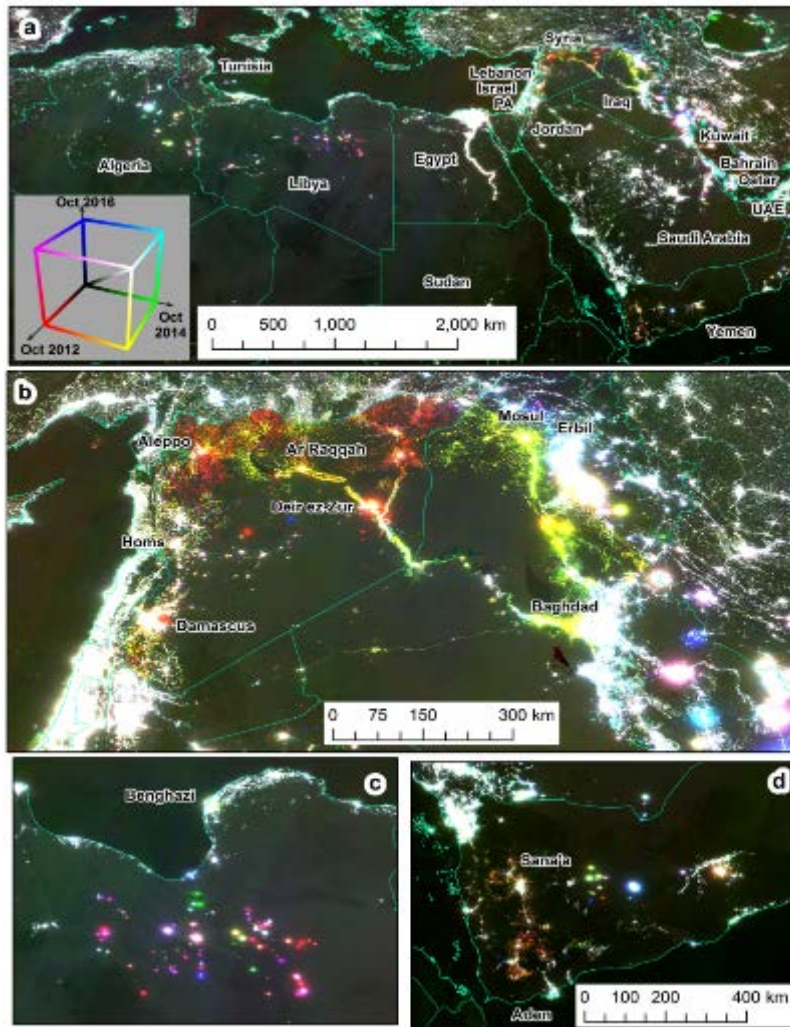 a
Tunisia
Syria
Lebanon
Israel
PA
Iraq
Jordan
Kuwait
Algeria
Libya
Egypt
Bahrain
Qatar
UAE
Oct 2016
Saudi Arabia
Sudan
Oct
2014
Oct 2012
0 500 1,000 2,000 km
Yemen
b
Mosul
Erbil
Aleppo
Ar Raqqah
Deir ez-Zur
Homs
Baghdad
Damascus
0 75 150 300 km
c
Benghazi
d
Sanaja
Aden
0 100 200 400 km